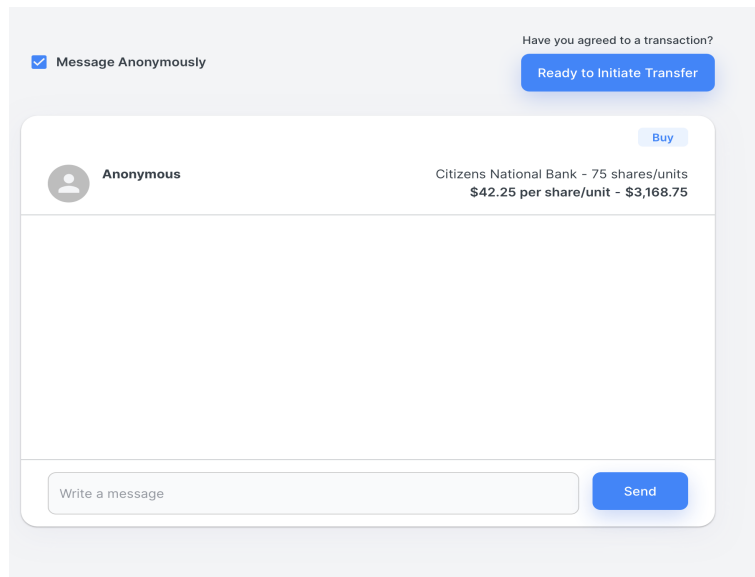 Have you agreed to a transaction?
Message Anonymously
Ready to Initiate Transfer
Buy
Anonymous
Citizens National Bank - 75 shares/units
$42.25 per share/unit - $3,168.75
Write a message
Send